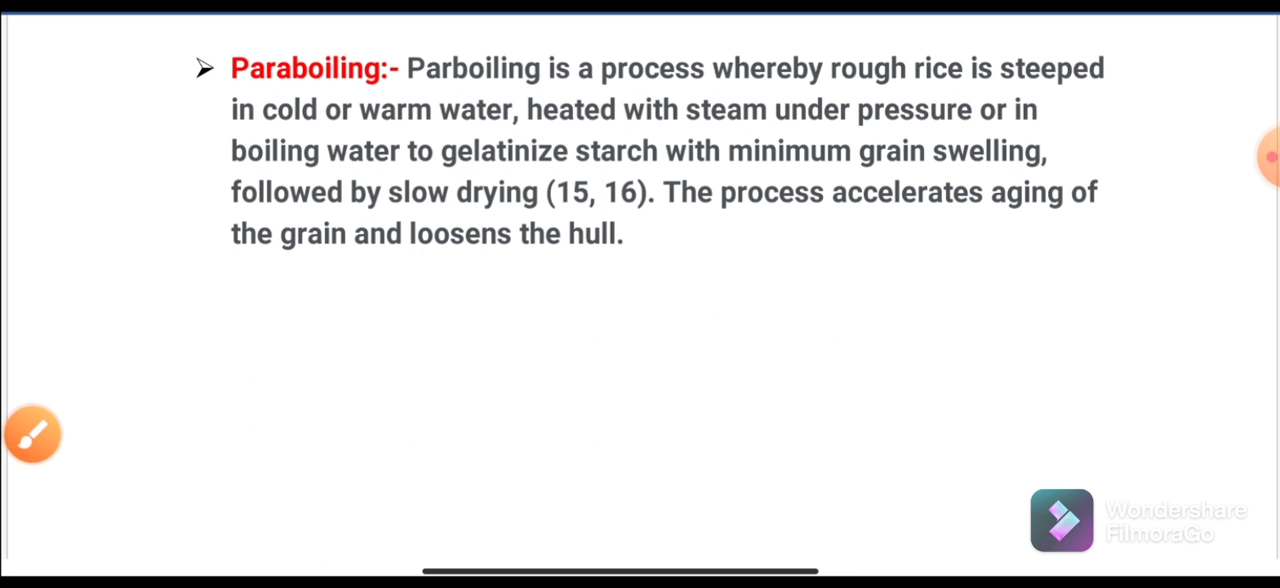 ➢ Paraboiling:- Parboiling is a process whereby rough rice is steeped
in cold or warm water, heated with steam under pressure or in
boiling water to gelatinize starch with minimum grain swelling,
followed by slow drying (15, 16). The process accelerates aging of
the grain and loosens the hull.
Wondershare
FilmoraGo